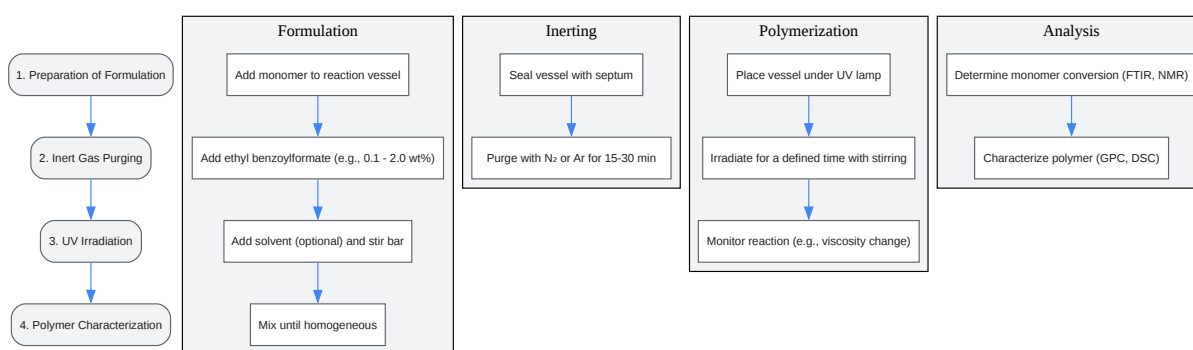 1. Preparation of Formulation
2. Inert Gas Purging
3. UV Irradiation
4. Polymer Characterization
Formulation
Add monomer to reaction vessel
Add ethyl benzoylformate (e.g., 0.1 - 2.0 wt%)
Add solvent (optional) and stir bar
Mix until homogeneous
Inerting
Seal vessel with septum
Purge with N₂ or Ar for 15-30 min
Polymerization
Place vessel under UV lamp
Irradiate for a defined time with stirring
Monitor reaction (e.g., viscosity change)
Analysis
Determine monomer conversion (FTIR, NMR)
Characterize polymer (GPC, DSC)